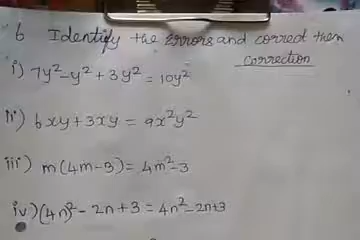 6 Identify the Errors and correct them
correction
i) 7y² - y² + 3y² = 10y²
ii) 6xy + 3xy = 9x²y²
iii) m(4m-3) = 4m² - 3
iv) (4n)² - 2n + 3 = 4n² - 2n + 3